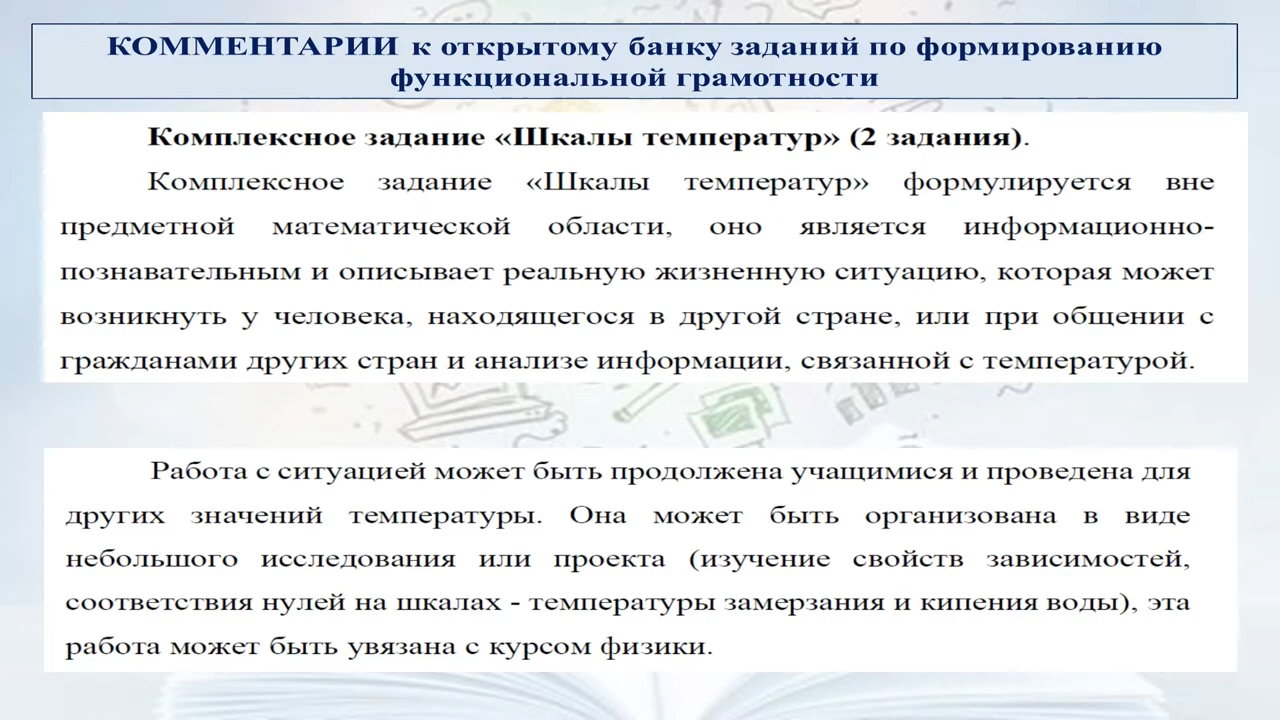 КОММЕНТАРИИ к открытому банку заданий по формированию
функциональной грамотности
Комплексное задание «Шкалы температур» (2 задания).
Комплексное задание «Шкалы температур» формулируется вне
предметной математической области, оно является информационно-
познавательным и описывает реальную жизненную ситуацию, которая может
возникнуть у человека, находящегося в другой стране, или при общении с
гражданами других стран и анализе информации, связанной с температурой.
Работа с ситуацией может быть продолжена учащимися и проведена для
других значений температуры. Она может быть организована в виде
небольшого исследования или проекта (изучение свойств зависимостей,
соответствия нулей на шкалах - температуры замерзания и кипения воды), эта
работа может быть увязана с курсом физики.